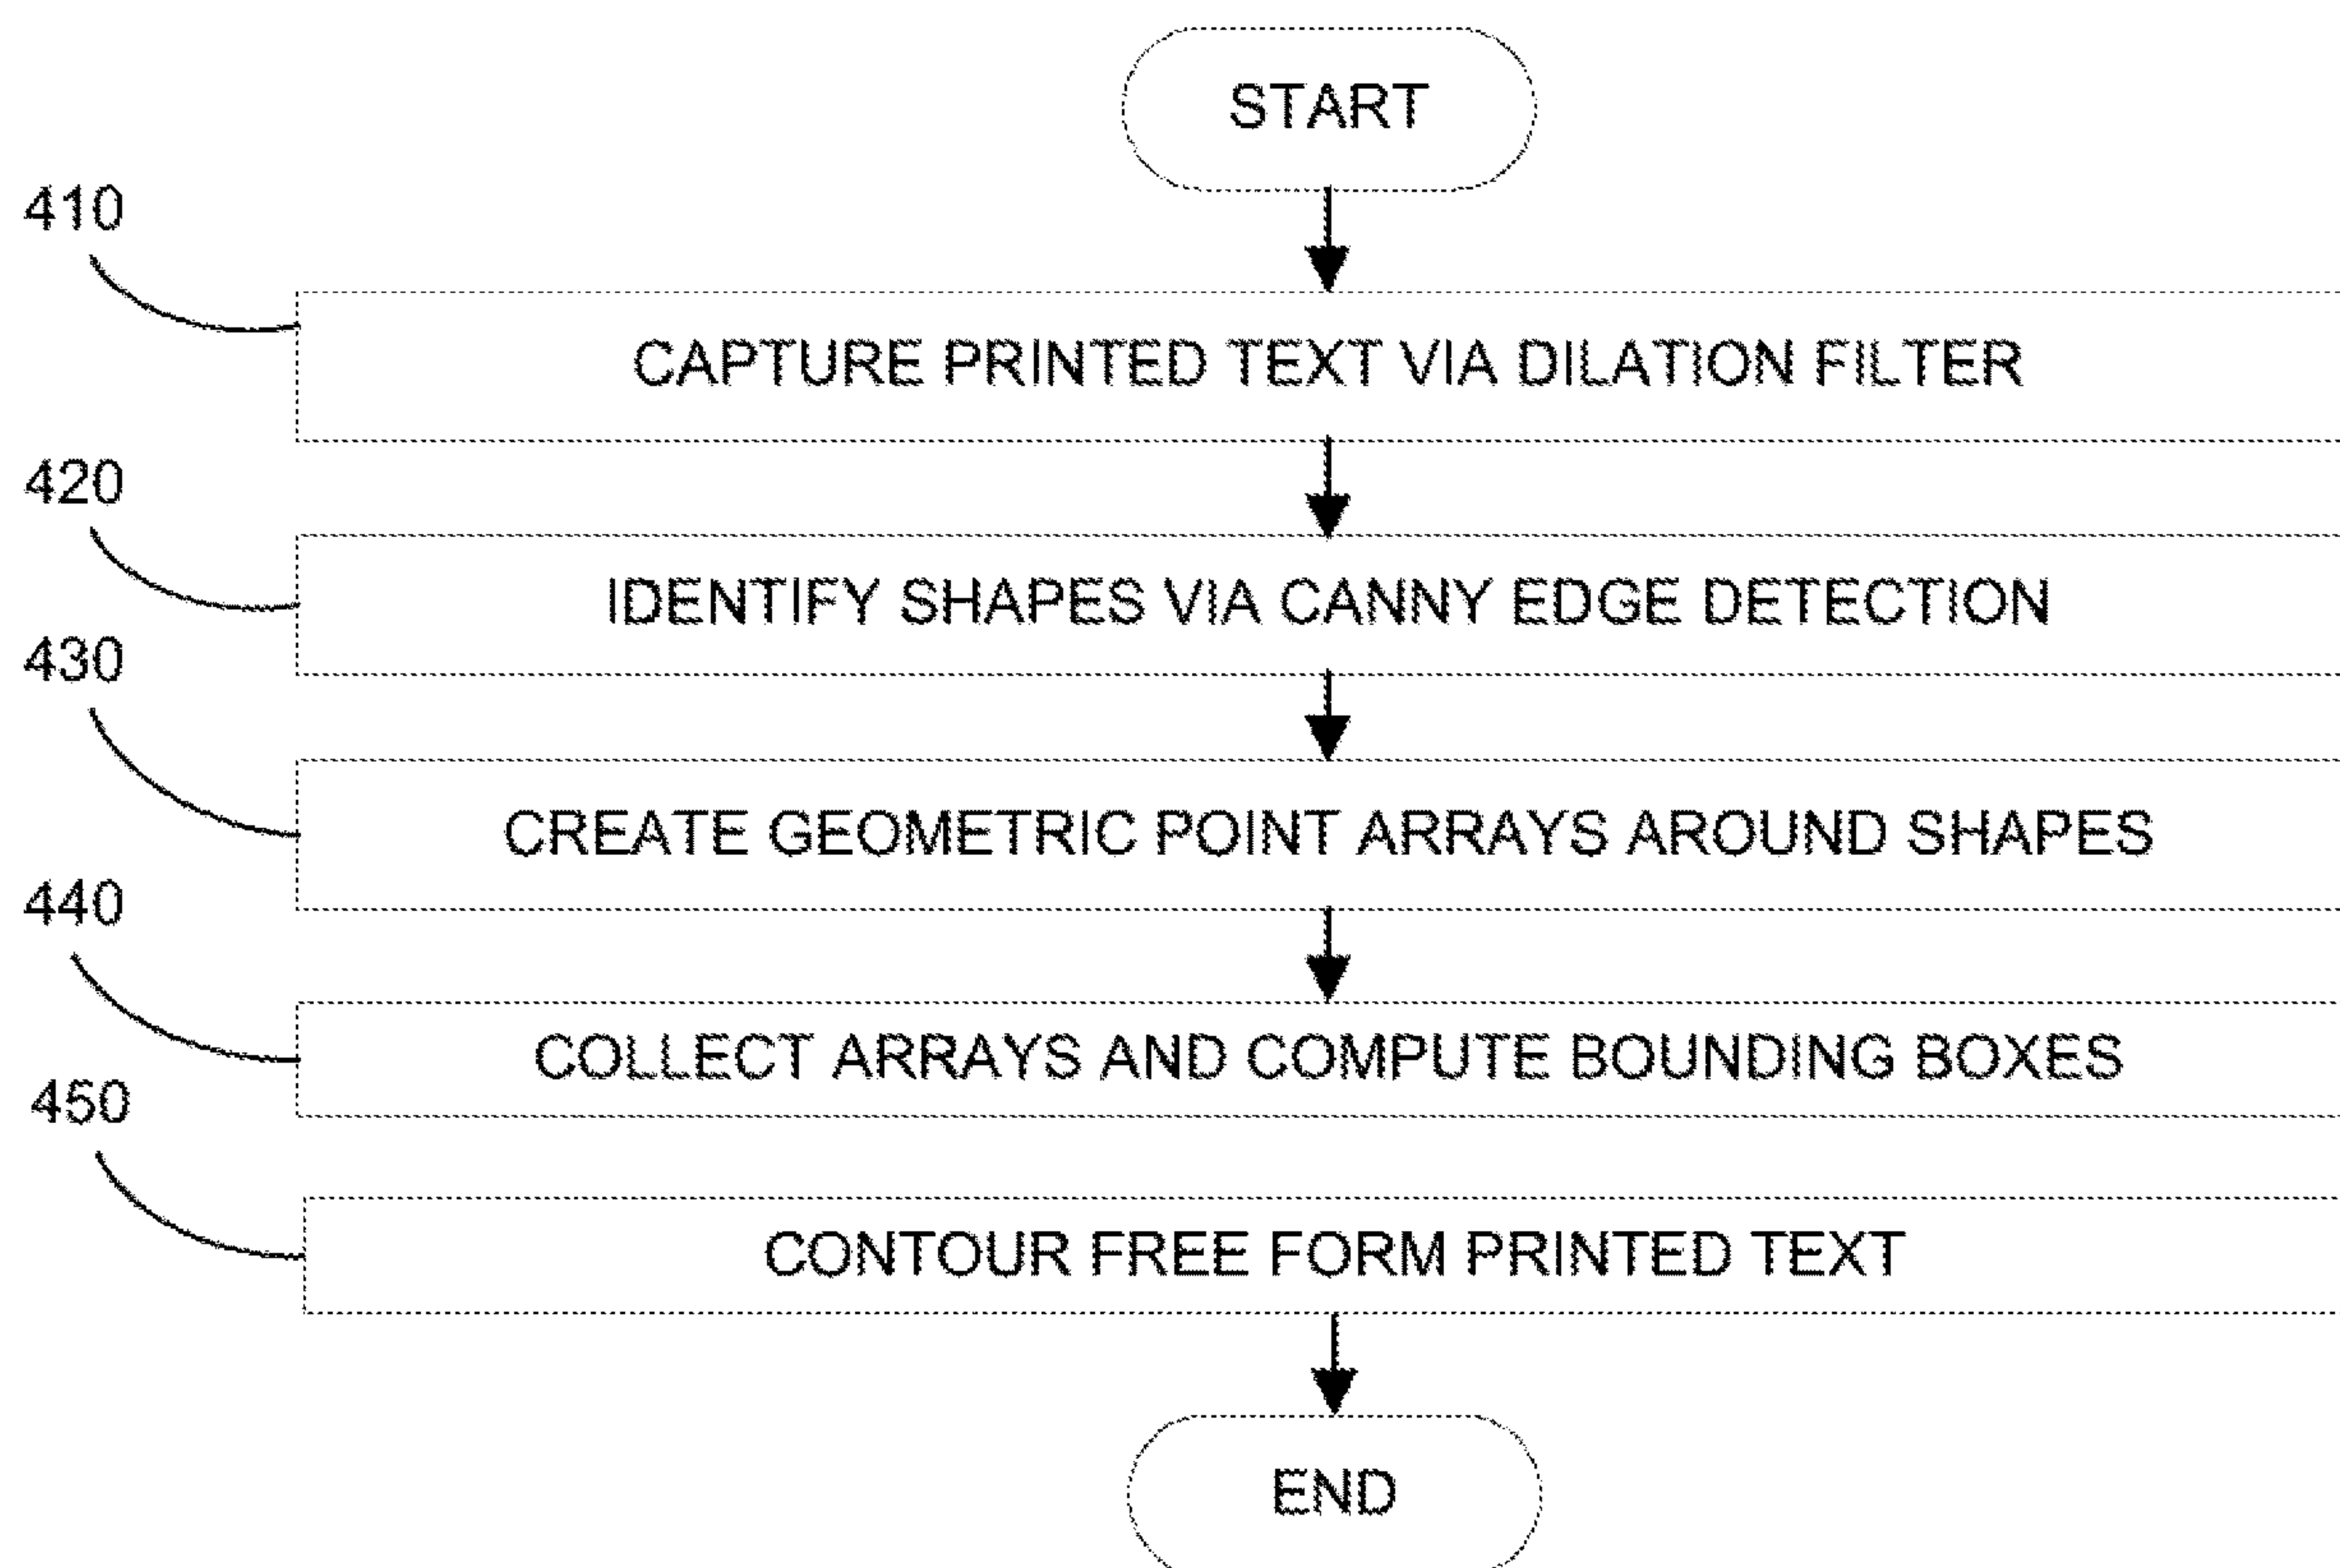 START
410
CAPTURE PRINTED TEXT VIA DILATION FILTER
420
IDENTIFY SHAPES VIA CANNY EDGE DETECTION
430
CREATE GEOMETRIC POINT ARRAYS AROUND SHAPES
440
COLLECT ARRAYS AND COMPUTE BOUNDING BOXES
450
CONTOUR FREE FORM PRINTED TEXT
END